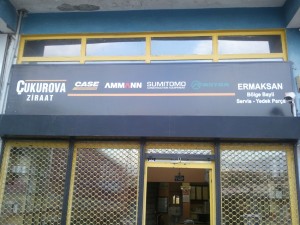 ÇUKUROVA
ZİRAAT
CASE
AMMANN
SUMITOMO
ERMAKSAN
Bölge Bayii
Servis - Yedek Parça